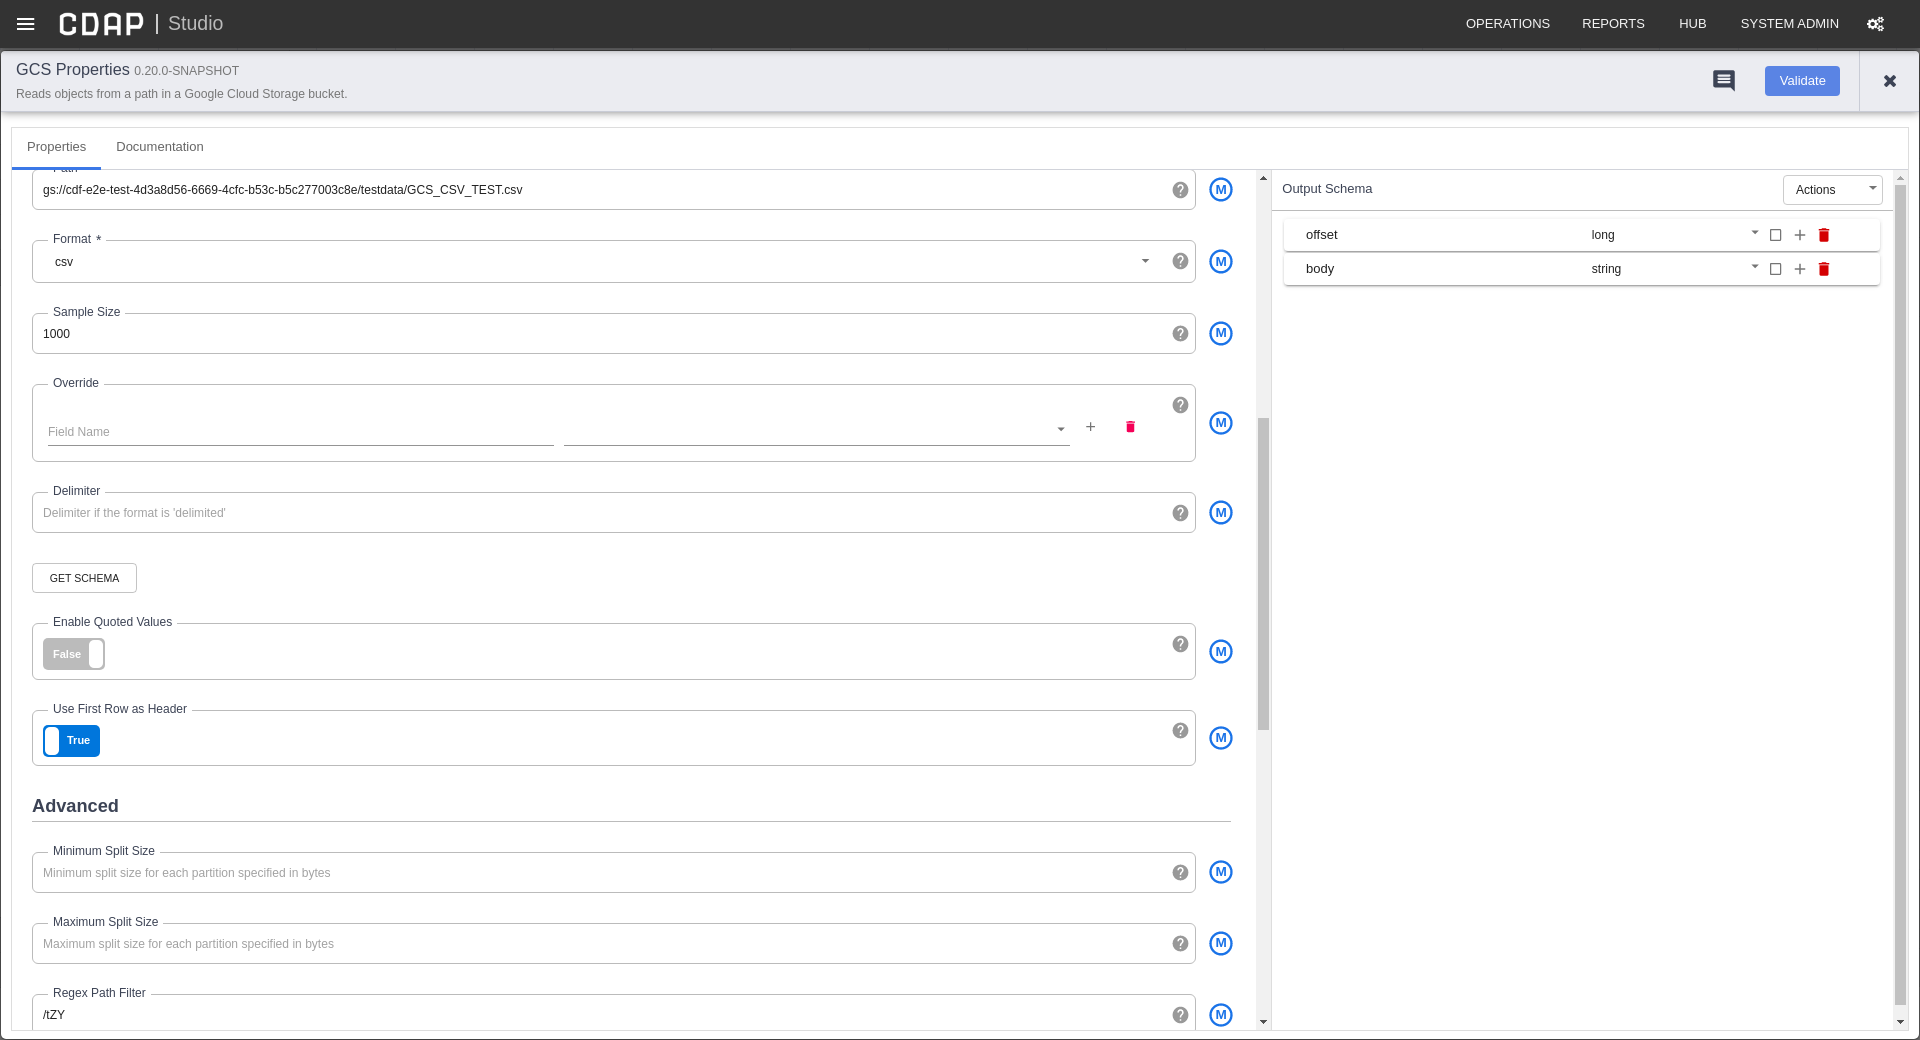 CDAP | Studio
OPERATIONS REPORTS HUB SYSTEM ADMIN
GCS Properties 0.20.0-SNAPSHOT
Reads objects from a path in a Google Cloud Storage bucket.
Validate
Properties Documentation
Path
gs://cdf-e2e-test-4d3a8d56-6669-4cfc-b53c-b5c277003c8e/testdata/GCS_CSV_TEST.csv
? M
Format *
csv
? M
Sample Size
1000
? M
Override
Field Name
? M
Delimiter
Delimiter if the format is 'delimited'
? M
GET SCHEMA
Enable Quoted Values
False
? M
Use First Row as Header
True
? M
Advanced
Minimum Split Size
Minimum split size for each partition specified in bytes
? M
Maximum Split Size
Maximum split size for each partition specified in bytes
? M
Regex Path Filter
/tZY
? M
Output Schema
Actions
offset long
body string